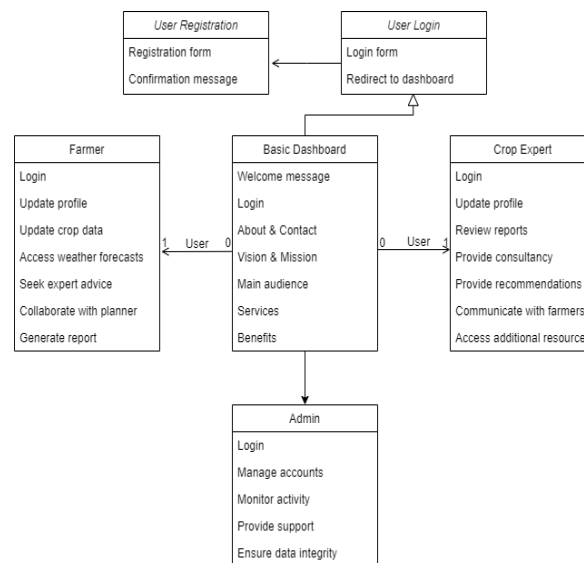 User Registration
Registration form
Confirmation message
User Login
Login form
Redirect to dashboard
Farmer
Login
Update profile
Update crop data
Access weather forecasts
Seek expert advice
Collaborate with planner
Generate report
1 User 0
Basic Dashboard
Welcome message
Login
About & Contact
Vision & Mission
Main audience
Services
Benefits
0 User 1
Crop Expert
Login
Update profile
Review reports
Provide consultancy
Provide recommendations
Communicate with farmers
Access additional resource
Admin
Login
Manage accounts
Monitor activity
Provide support
Ensure data integrity